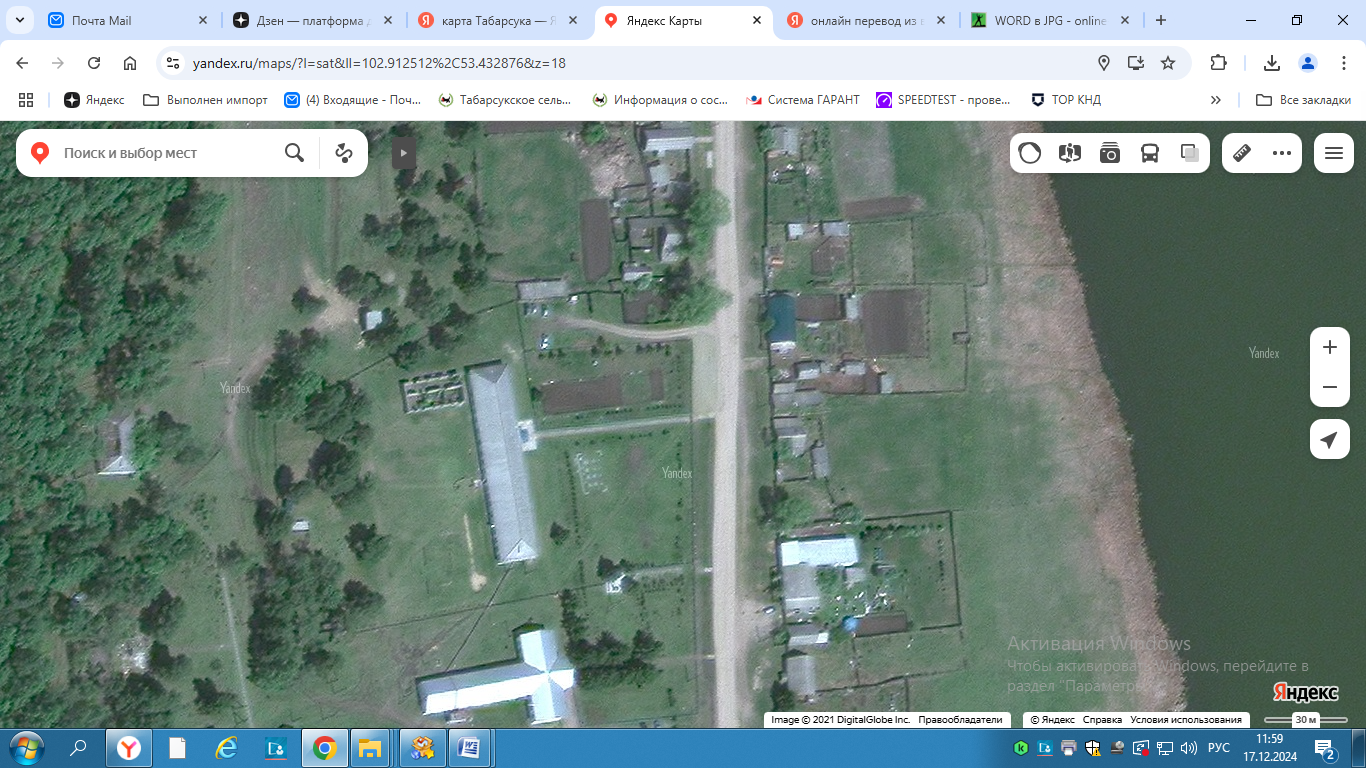 Почта Mail
Дзен — платформа д
карта Табарсука — Я
Яндекс Карты
онлайн перевод из в
WORD в JPG - online
yandex.ru/maps/?l=sat&ll=102.912512%2C53.432876&z=18
Яндекс
Выполнен импорт
(4) Входящие - Поч...
Табарсукское сель...
Информация о сос...
Система ГАРАНТ
SPEEDTEST - прове...
ТОР КНД
Все закладки
Поиск и выбор мест
Yandex
Yandex
Yandex
Активация Windows
Чтобы активировать Windows, перейдите в
раздел "Параметры
Яндекс
Image © 2021 DigitalGlobe Inc. Правообладатели
© Яндекс Справка Условия использования
30 м
РУС
11:59
17.12.2024
2